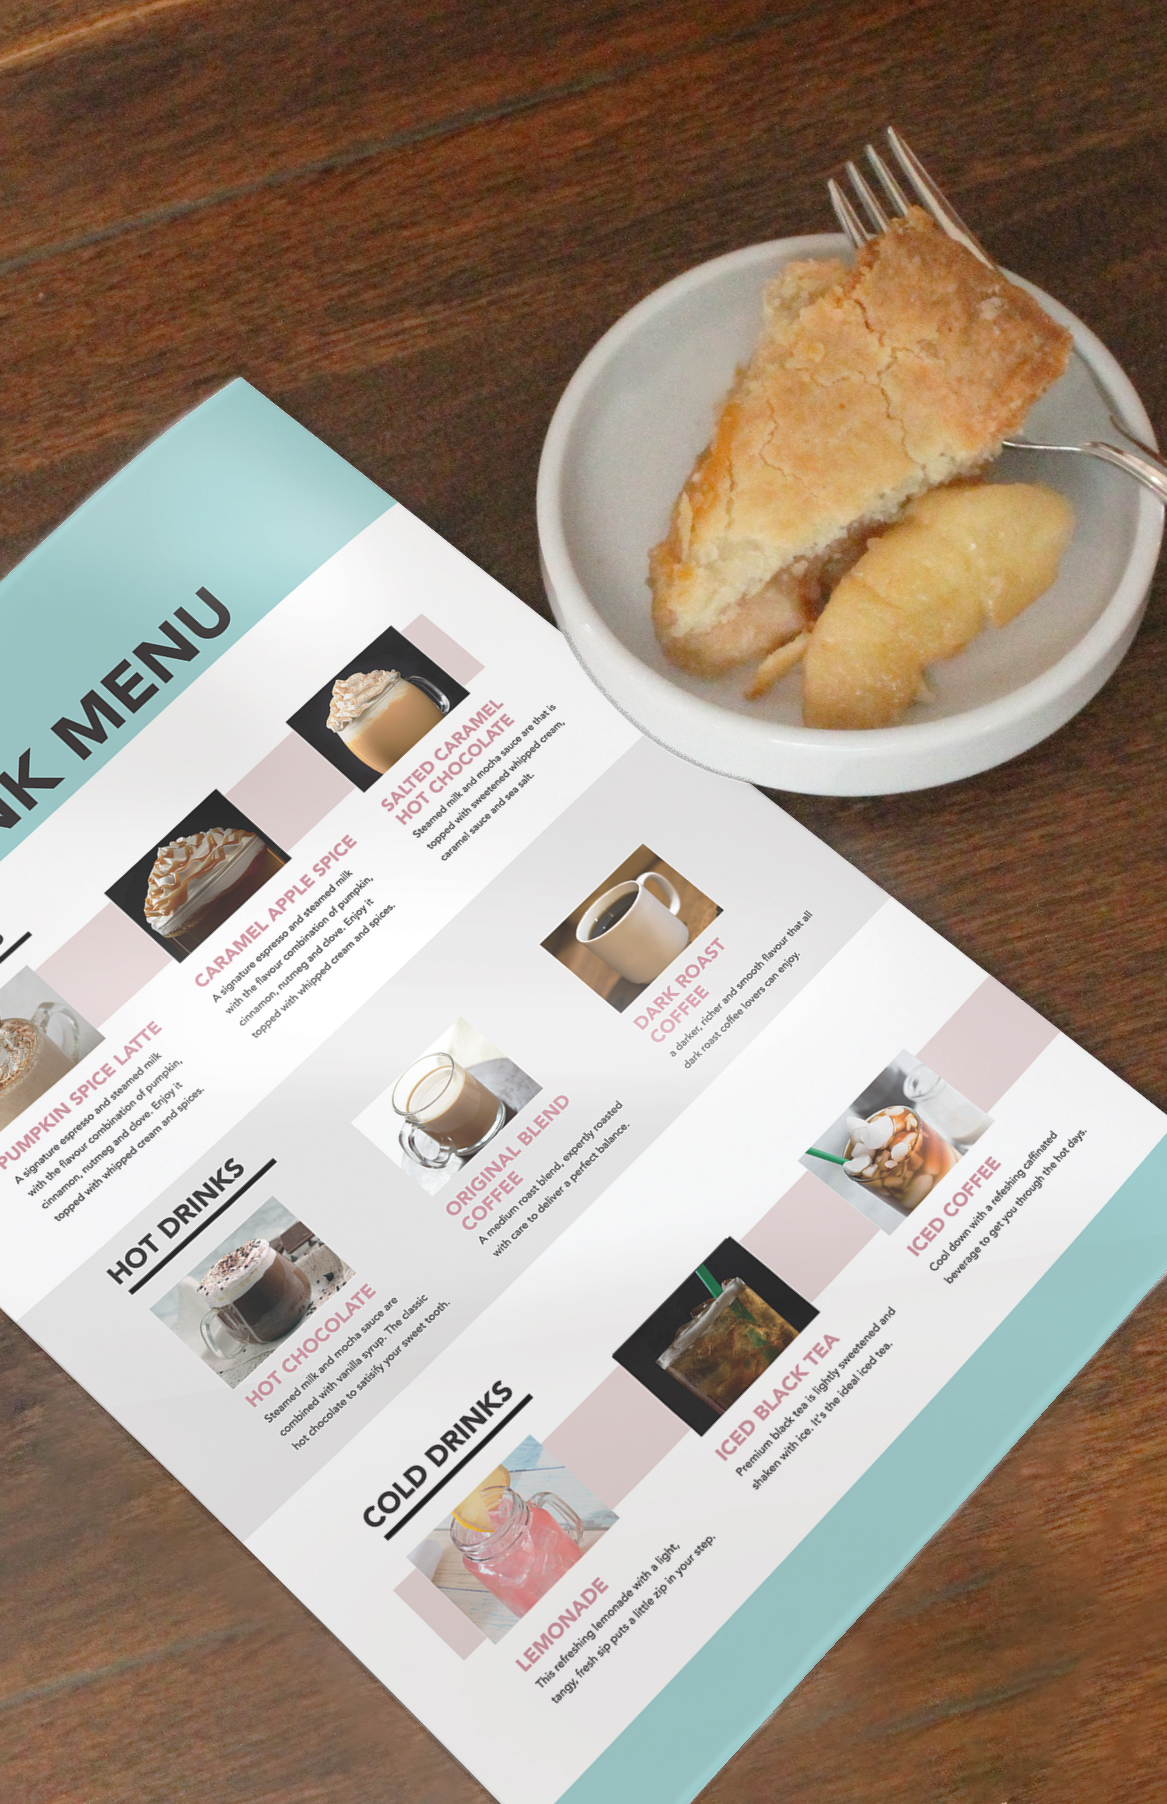 NK MENU
PUMPKIN SPICE LATTE
A signature espresso and steamed milk
with the flavour combination of pumpkin,
cinnamon, nutmeg and clove. Enjoy it
topped with whipped cream and spices.
CARAMEL APPLE SPICE
A signature espresso and steamed milk
with the flavour combination of pumpkin,
cinnamon, nutmeg and clove. Enjoy it
topped with whipped cream and spices.
SALTED CARAMEL
HOT CHOCOLATE
Steamed milk and mocha sauce are that is
topped with sweetened whipped cream,
caramel sauce and sea salt.
HOT DRINKS
HOT CHOCOLATE
Steamed milk and mocha sauce are
combined with vanilla syrup. The classic
hot chocolate to satisify your sweet tooth.
ORIGINAL BLEND
COFFEE
A medium roast blend, expertly roasted
with care to deliver a perfect balance.
DARK ROAST
COFFEE
a darker, richer and smooth flavour that all
dark roast coffee lovers can enjoy.
COLD DRINKS
LEMONADE
This refreshing lemonade with a light,
tangy, fresh sip puts a little zip in your step.
ICED BLACK TEA
Premium black tea is lightly sweetened and
shaken with ice. It's the ideal iced tea.
ICED COFFEE
Cool down with a refeshing caffinated
beverage to get you through the hot days.